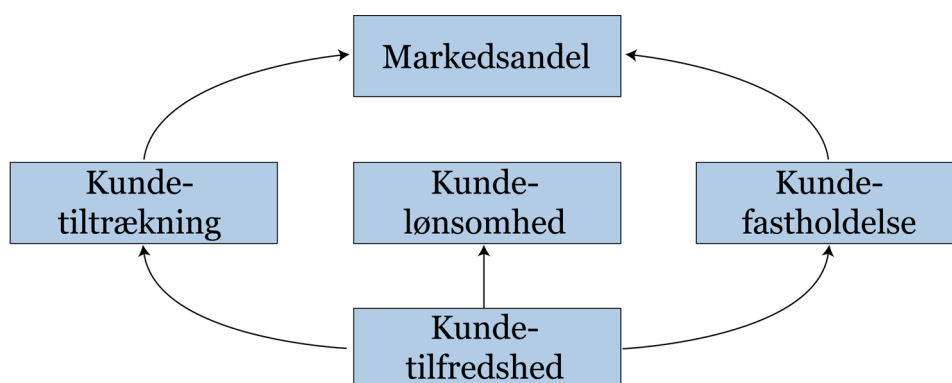 Markedsandel
Kunde-
tiltrækning
Kunde-
lønsomhed
Kunde-
fastholdelse
Kunde-
tilfredshed